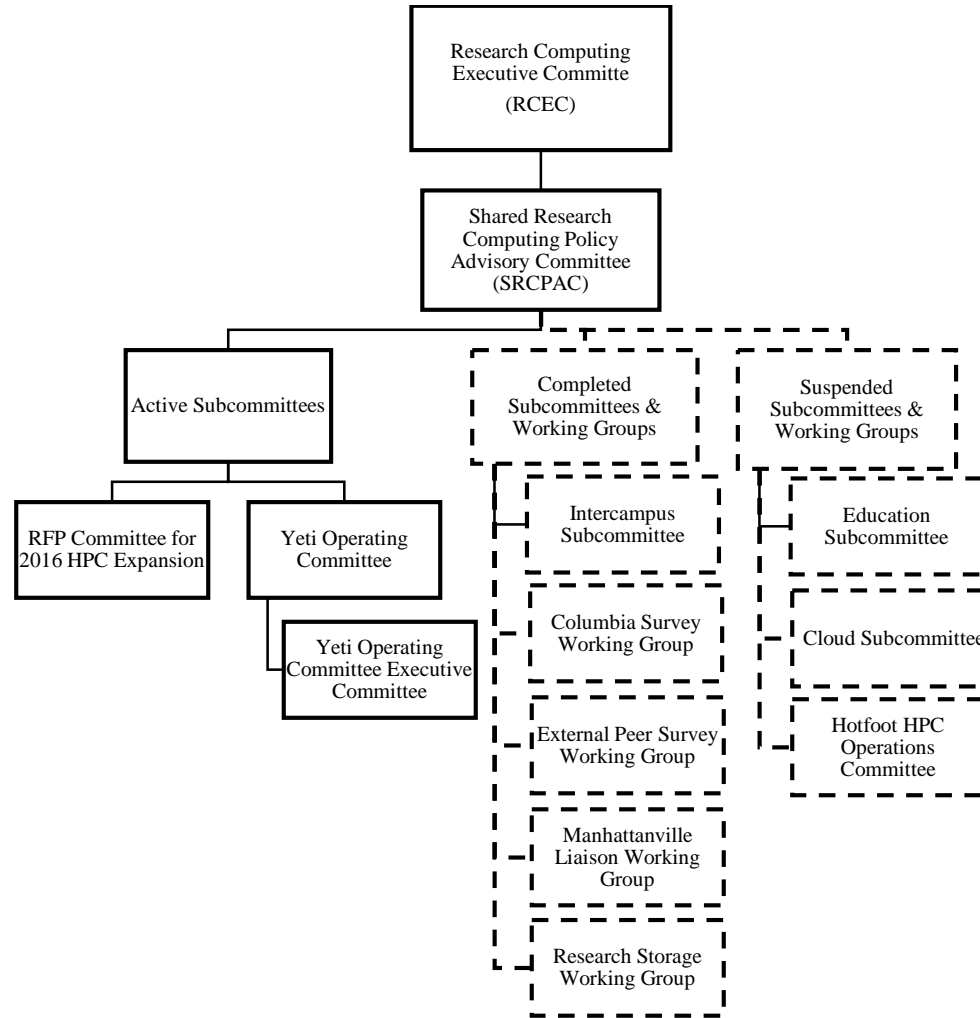 Research Computing
Executive Committe
(RCEC)
Shared Research
Computing Policy
Advisory Committee
(SRCPAC)
Active Subcommittees
RFP Committee for
2016 HPC Expansion
Yeti Operating
Committee
Yeti Operating
Committee Executive
Committee
Completed
Subcommittees &
Working Groups
Intercampus
Subcommittee
Columbia Survey
Working Group
External Peer Survey
Working Group
Manhattanville
Liaison Working
Group
Research Storage
Working Group
Suspended
Subcommittees &
Working Groups
Education
Subcommittee
Cloud Subcommittee
Hotfoot HPC
Operations
Committee